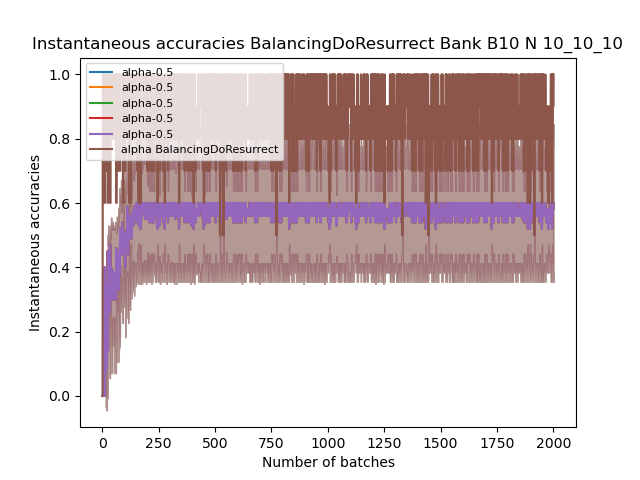 Instantaneous accuracies BalancingDoResurrect Bank B10 N 10_10_10
alpha-0.5
alpha-0.5
alpha-0.5
alpha-0.5
alpha-0.5
alpha BalancingDoResurrect
1.0
0.8
0.6
0.4
0.2
0.0
Instantaneous accuracies
0 250 500 750 1000 1250 1500 1750 2000
Number of batches